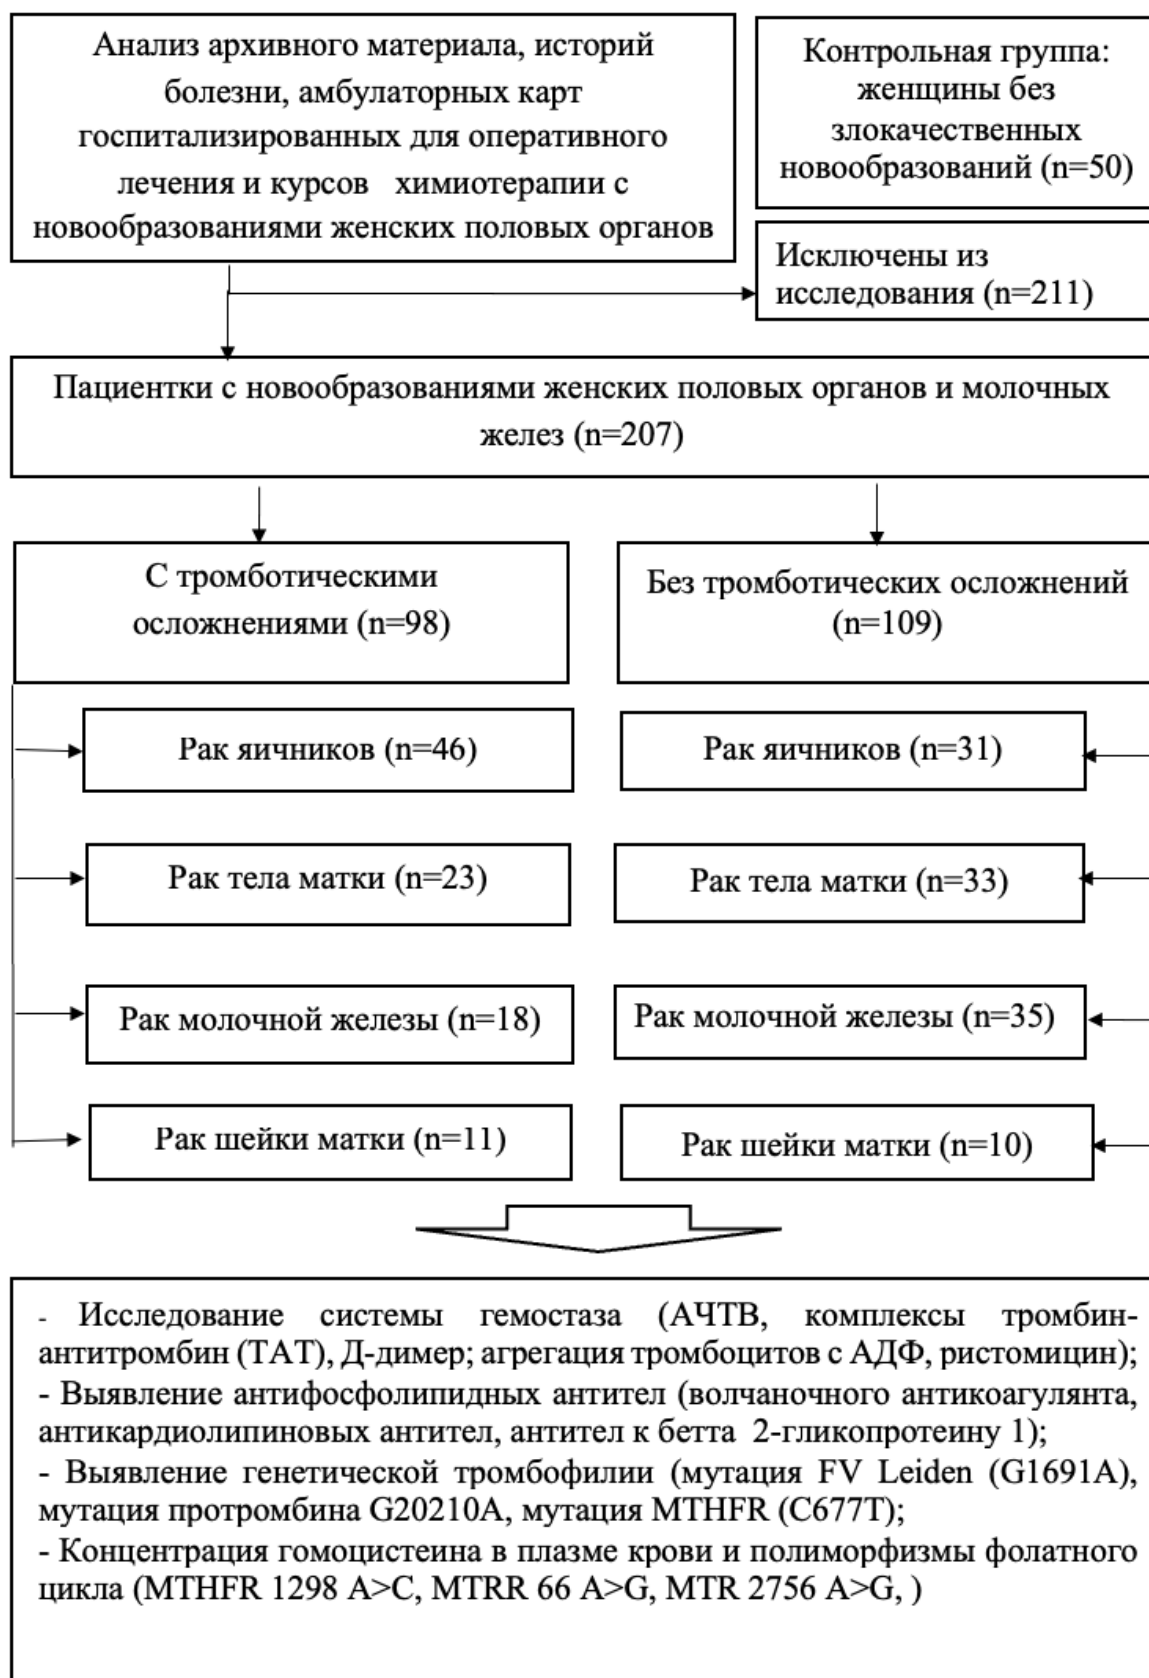 Анализ архивного материала, историй
болезни, амбулаторных карт
госпитализированных для оперативного
лечения и курсов химиотерапии с
новообразованиями женских половых органов
Контрольная группа:
женщины без
злокачественных
новообразований (n=50)
Исключены из
исследования (n=211)
Пациентки с новообразованиями женских половых органов и молочных
желез (n=207)
С тромботическими
осложнениями (n=98)
Без тромботических осложнений
(n=109)
Рак яичников (n=46)
Рак яичников (n=31)
Рак тела матки (n=23)
Рак тела матки (n=33)
Рак молочной железы (n=18)
Рак молочной железы (n=35)
Рак шейки матки (n=11)
Рак шейки матки (n=10)
- Исследование системы гемостаза (АЧТВ, комплексы тромбин-
антитромбин (ТАТ), Д-димер; агрегация тромбоцитов с АДФ, ристомицин);
- Выявление антифосфолипидных антител (волчаночного антикоагулянта,
антикардиолипиновых антител, антител к бетта 2-гликопротеину 1);
- Выявление генетической тромбофилии (мутация FV Leiden (G1691A),
мутация протромбина G20210A, мутация MTHFR (C677T);
- Концентрация гомоцистеина в плазме крови и полиморфизмы фолатного
цикла (MTHFR 1298 A>C, MTRR 66 A>G, MTR 2756 A>G, )